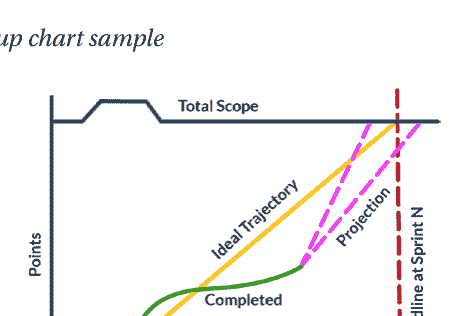 up chart sample
Total Scope
Ideal Trajectory
Projection
Points
Completed
dline at Sprint N